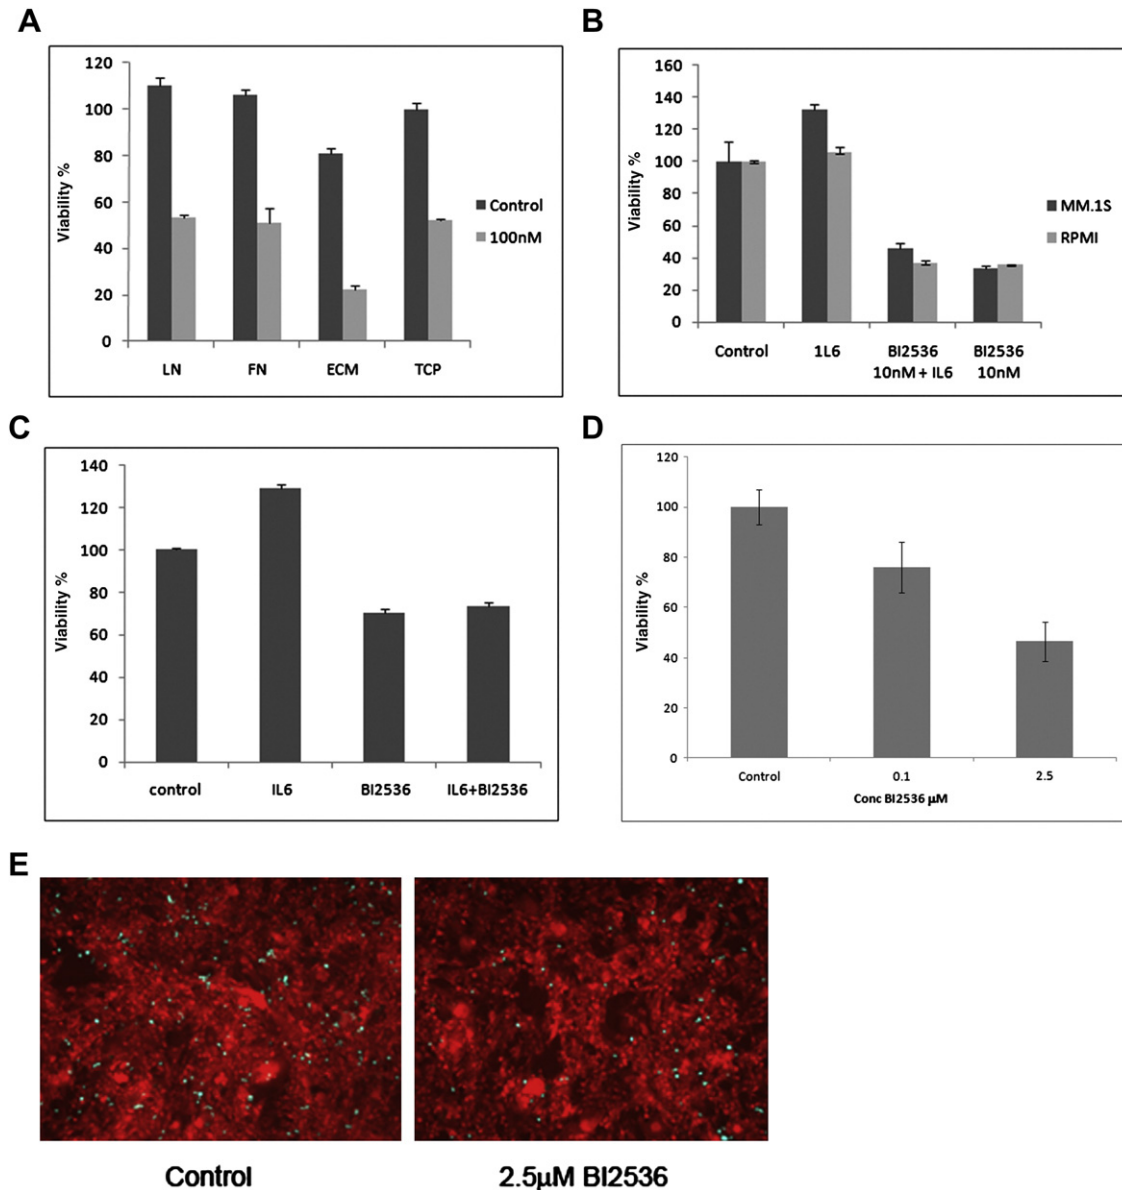 A
120
100
80
60
40
20
0
Viability %
LN FN ECM TCP
Control
100nM
B
160
140
120
100
80
60
40
20
0
Viability %
Control 1L6 BI2536 BI2536
10nM + IL6 10nM
MM.1S
RPMI
C
140
120
100
80
60
40
20
0
Viability %
control IL6 BI2536 IL6+BI2536
D
120
100
80
60
40
20
0
Viability %
Control 0.1 2.5
Conc BI2536 µM
E
Control 2.5µM BI2536